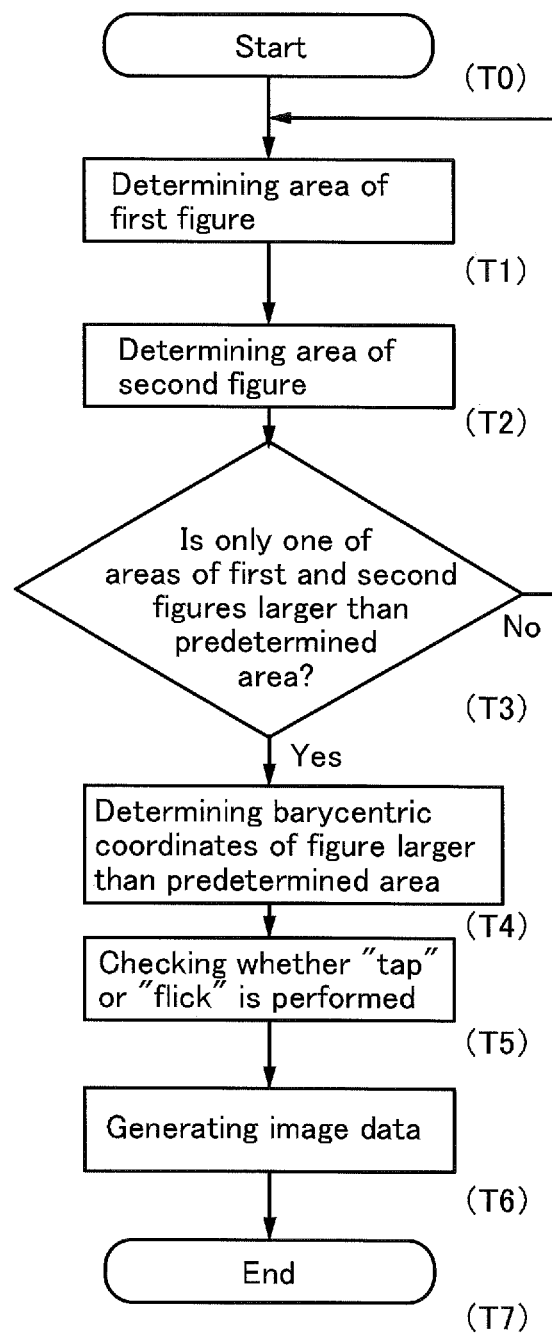 Start
(T0)
Determining area of
first figure
(T1)
Determining area of
second figure
(T2)
Is only one of
areas of first and second
figures larger than
predetermined
area?
No
(T3)
Yes
Determining barycentric
coordinates of figure larger
than predetermined area
(T4)
Checking whether "tap"
or "flick" is performed
(T5)
Generating image data
(T6)
End
(T7)